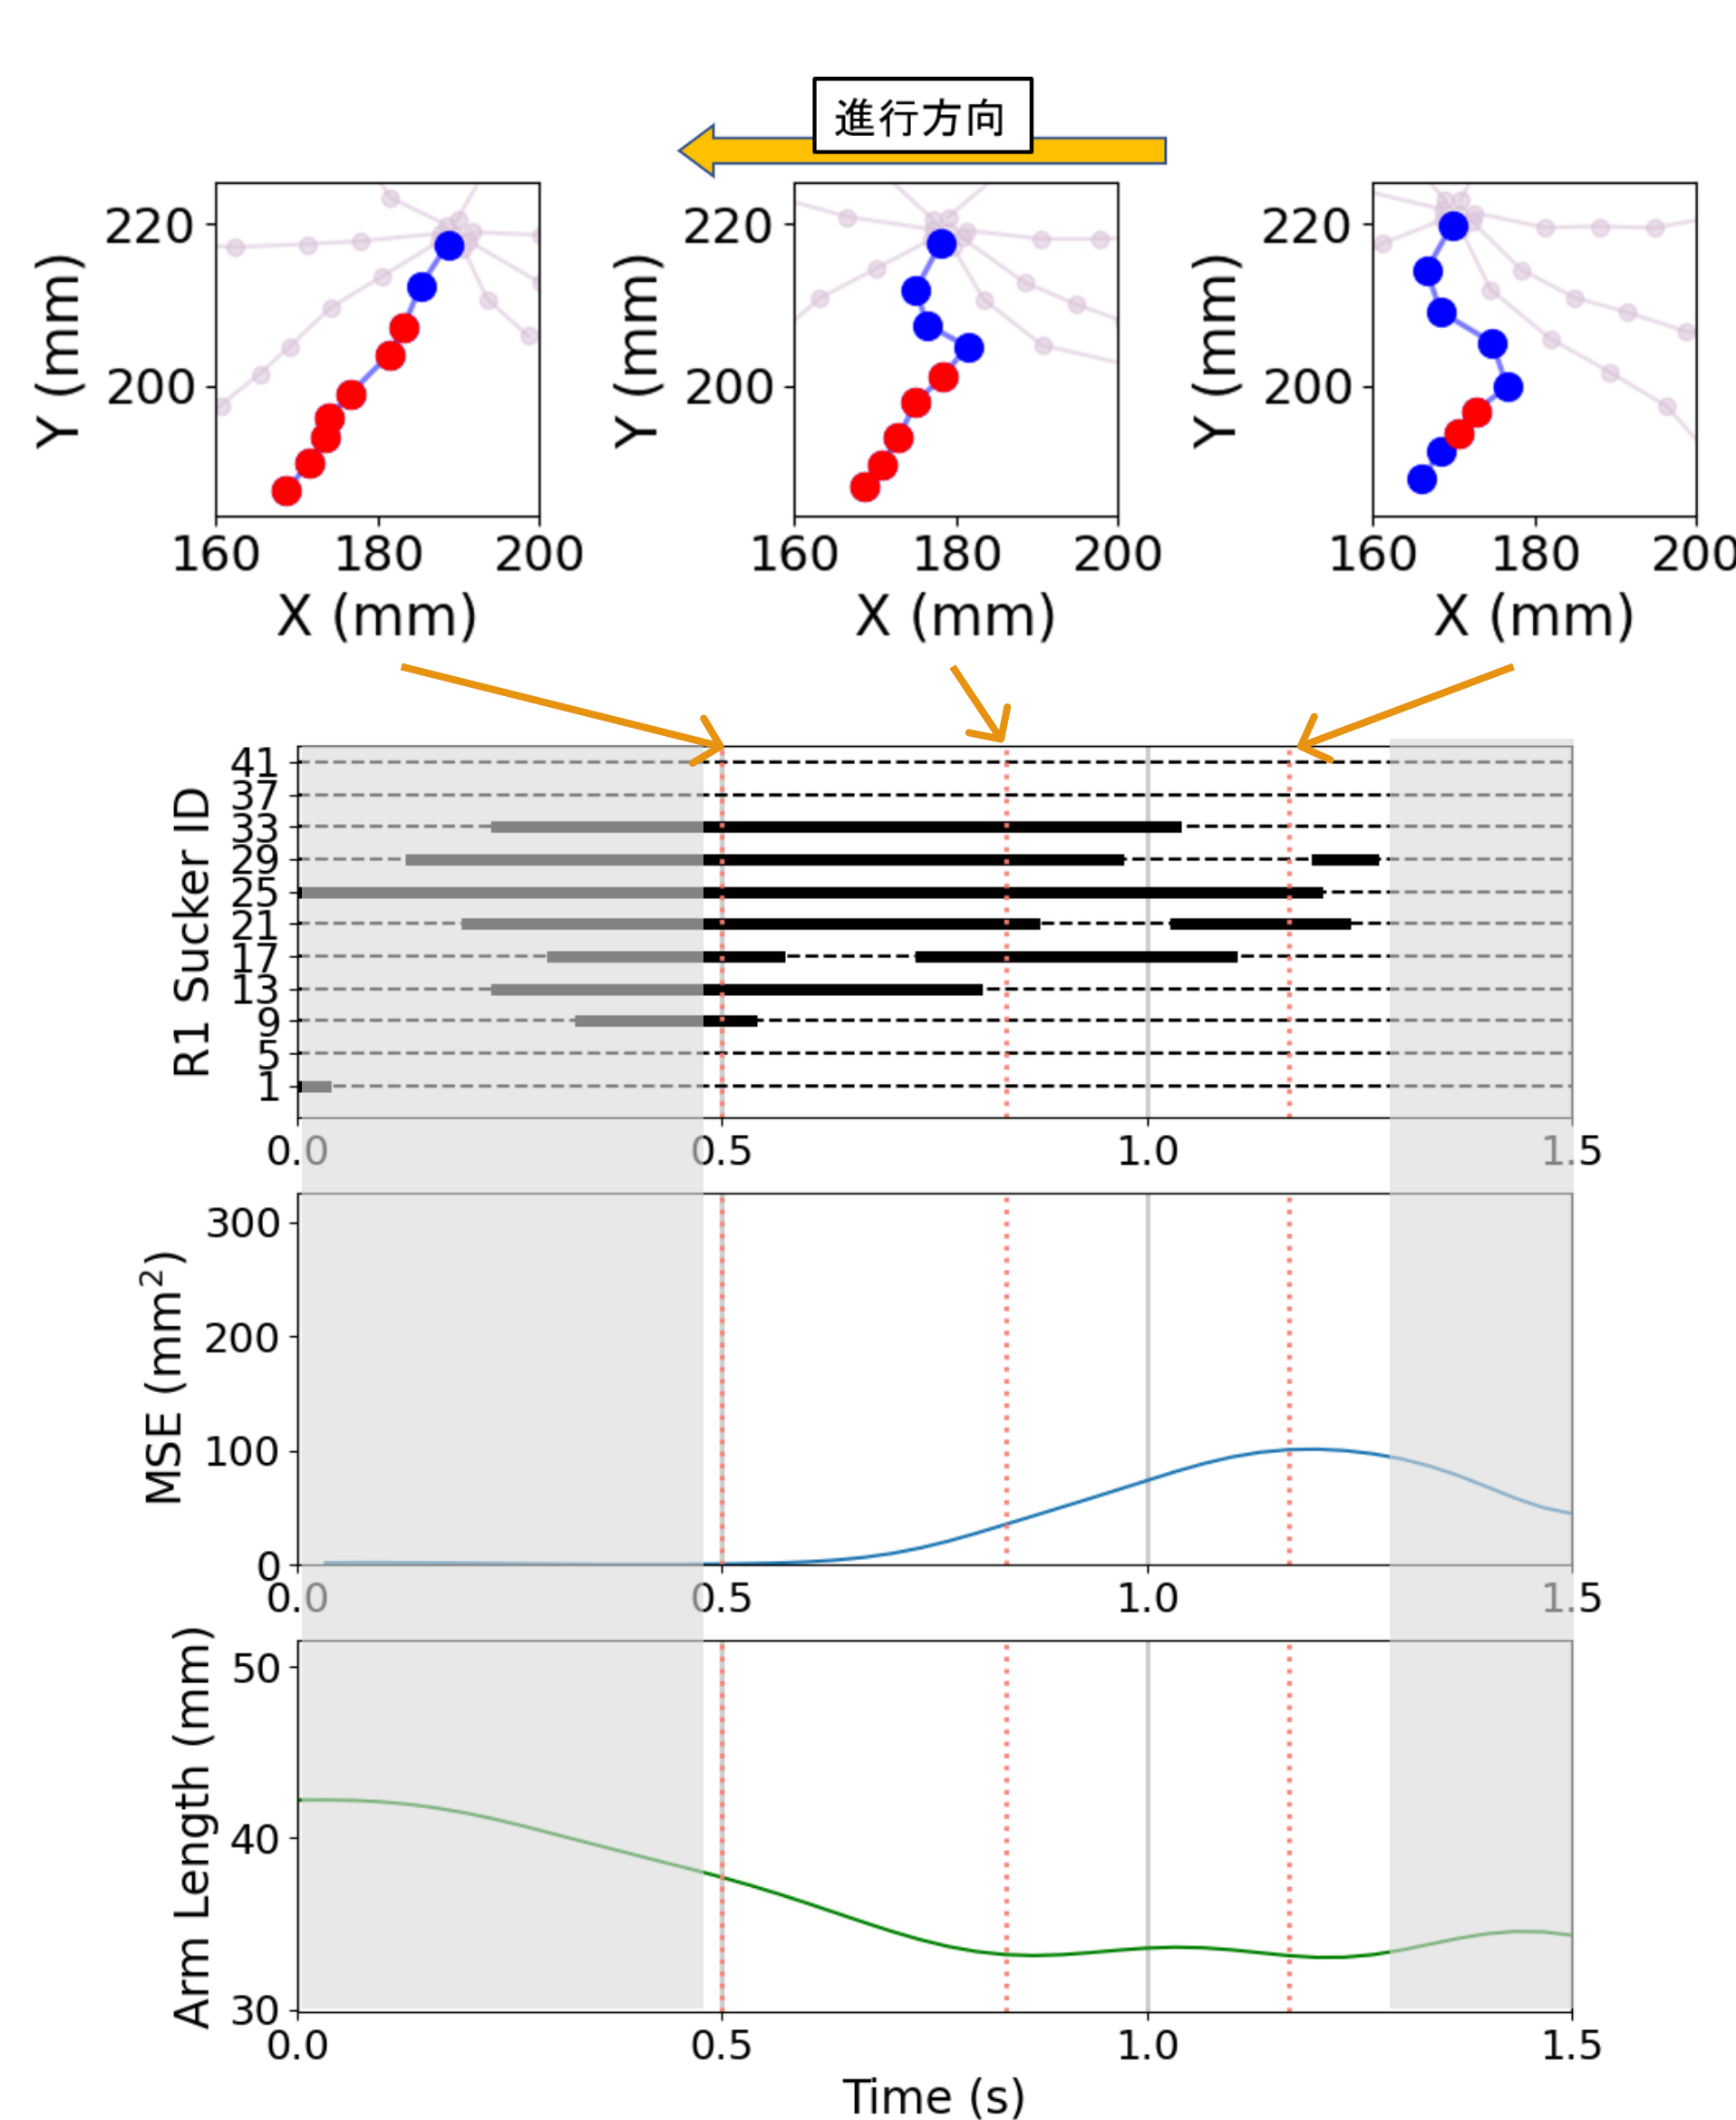 進行方向
220
200
Y (mm)
160 180 200
X (mm)
220
200
Y (mm)
160 180 200
X (mm)
220
200
Y (mm)
160 180 200
X (mm)
R1 Sucker ID
41
37
33
29
25
21
17
13
9
5
1
0.0 0.5 1.0 1.5
MSE (mm²)
300
200
100
0
0.0 0.5 1.0 1.5
Arm Length (mm)
50
40
30
0.0 0.5 1.0 1.5
Time (s)